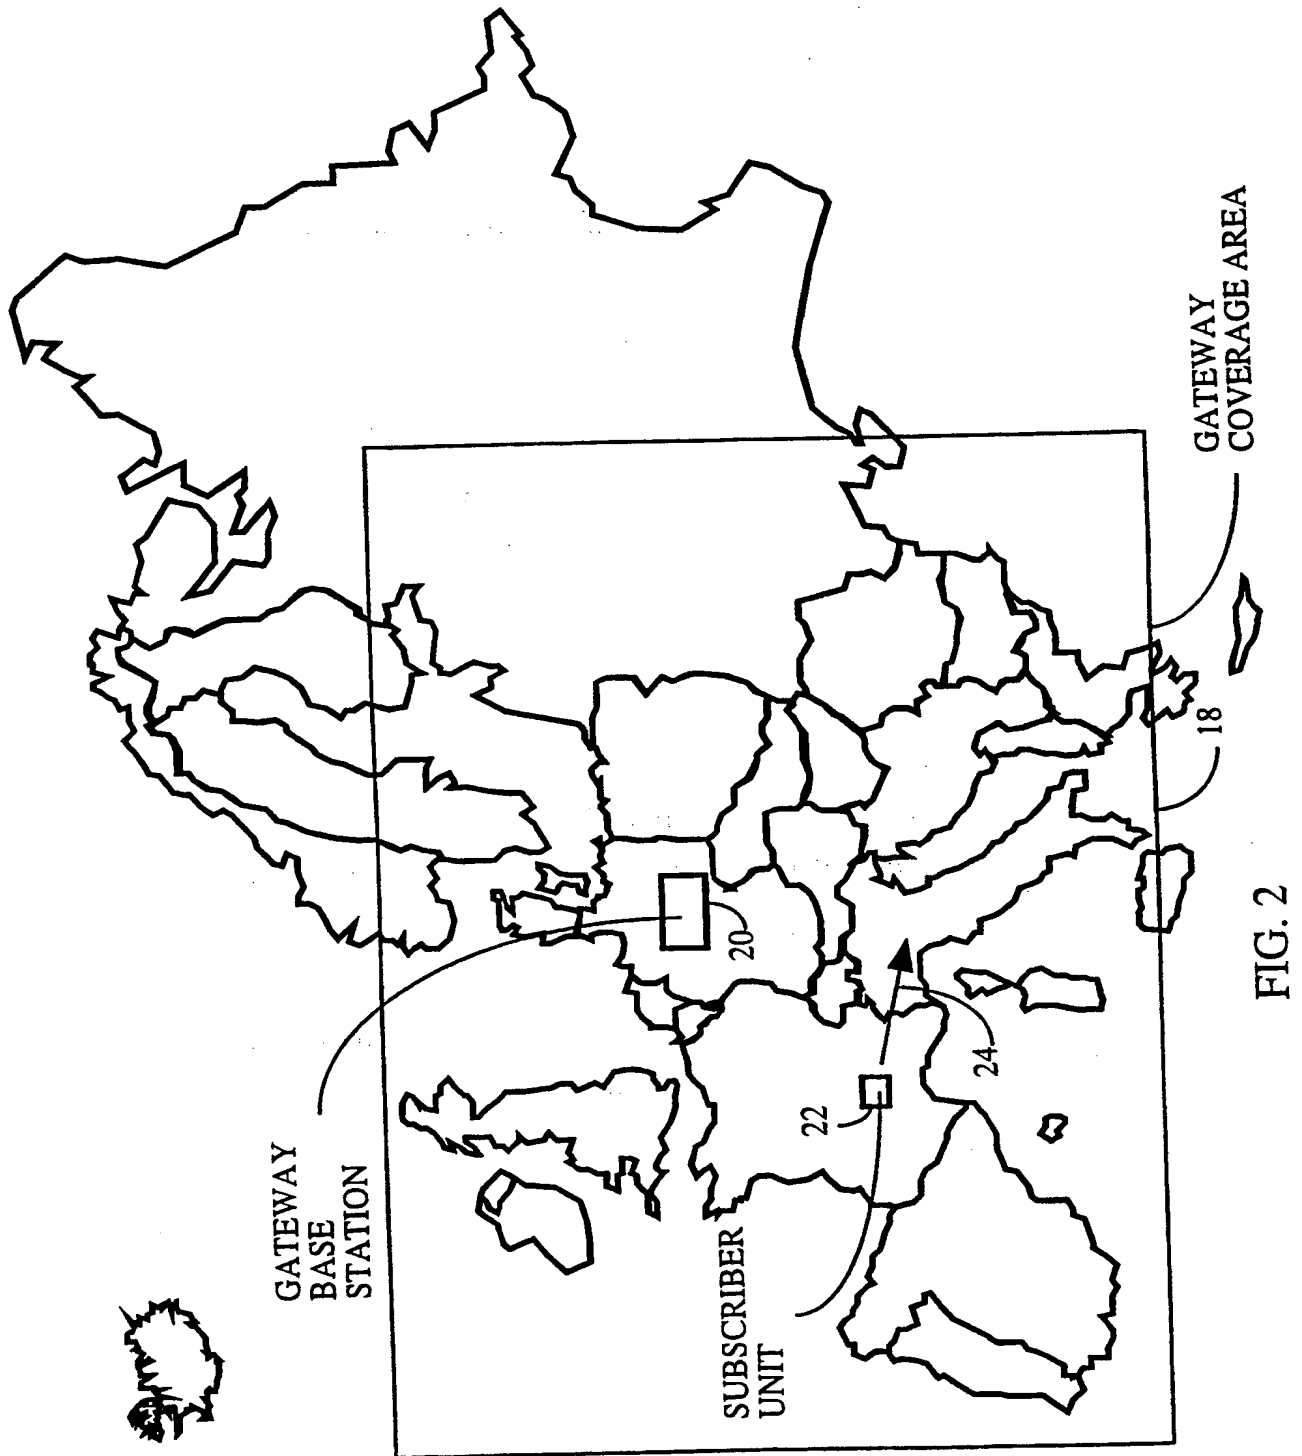 GATEWAY
BASE
STATION
SUBSCRIBER
UNIT
20
22
24
18
GATEWAY
COVERAGE AREA
FIG. 2